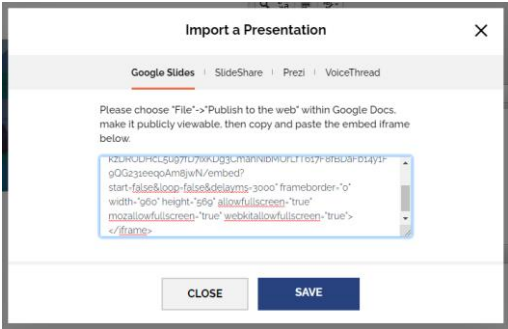 Import a Presentation
Google Slides | SlideShare | Prezi | VoiceThread
Please choose "File"->"Publish to the web" within Google Docs,
make it publicly viewable, then copy and paste the embed iframe
below.
start=false&loop=false&delayms=3000" frameborder="0"
width="960" height="569" allowfullscreen="true"
mozallowfullscreen="true" webkitallowfullscreen="true">
</iframe>
CLOSE SAVE